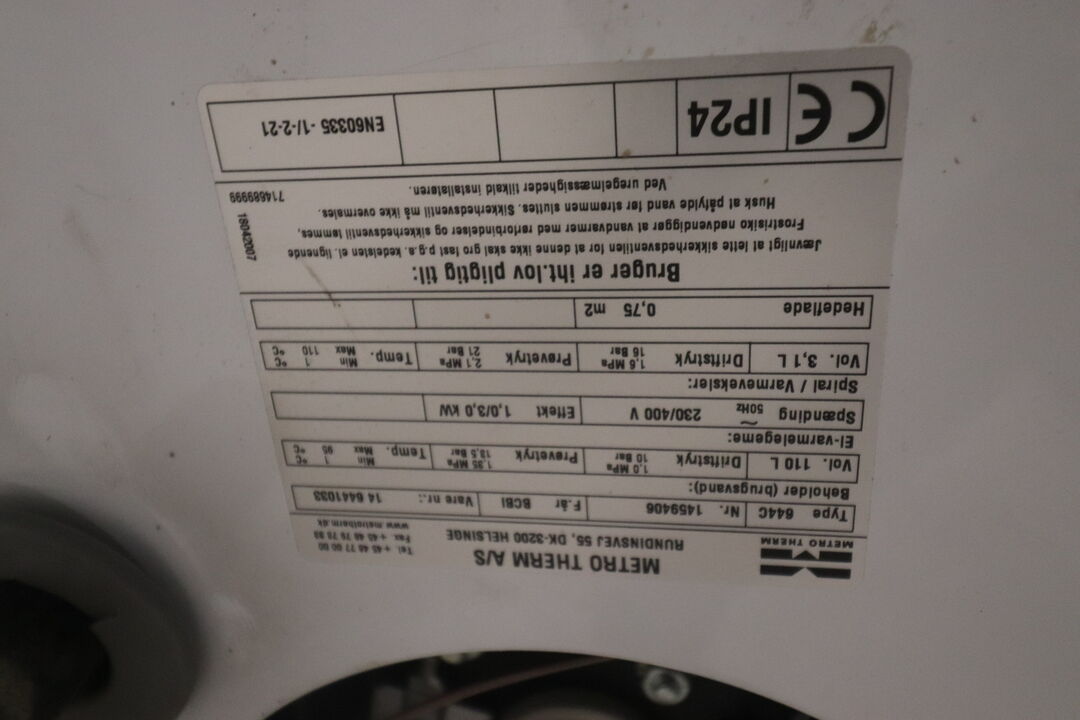 METRO THERM
METRO THERM A/S
RUNDINSVEJ 55, DK-3200 HELSINGE
Tel + 45 48 77 00 00
Fax + 45 48 79 79 93
www.metrotherm.dk
Type 644C Nr. 1459406 F.år BCBI Vare nr.: 14 6441033
Beholder (brugsvand):
Vol. 110 L Driftstryk 1,0 MPa 10 Bar Prøvetryk 1,35 MPa 13,5 Bar Temp. Min 1 °C Max 95 °C
El-varmelegeme:
Spænding 50Hz ~ 230/400 V Effekt 1,0/3,0 kW
Spiral / Varmeveksler:
Vol. 3,1 L Driftstryk 1,6 MPa 16 Bar Prøvetryk 2,1 MPa 21 Bar Temp. Min 1 °C Max 110 °C
Hedeflade 0,75 m2
Bruger er iht.lov pligtig til:
Jævnligt at lette sikkerhedsventilen for at denne ikke skal gro fast p.g.a. kedelsten el. lignende
Frostrisiko nødvendiggør at vandvarmer med rørforbindelser og sikkerhedsventil tømmes,
Husk at påfylde vand før strømmen sluttes. Sikkerhedsventil må ikke overmales.
Ved uregelmæssigheder tilkald installatøren.
18042007
714689999
CE IP24 EN60335 -1/-2-21